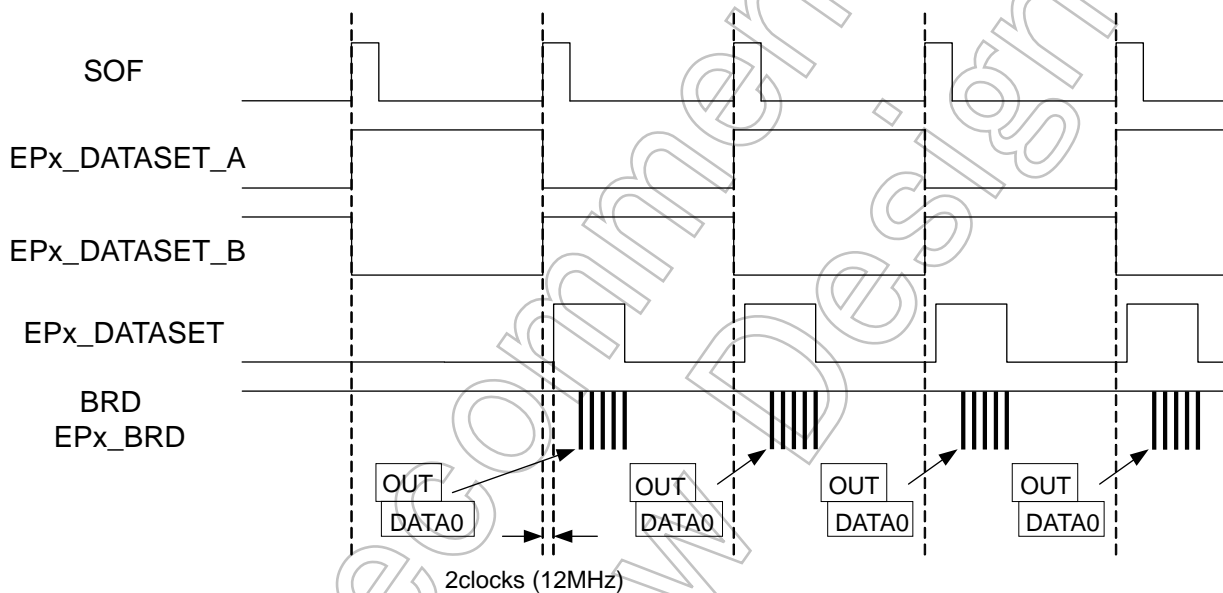 SOF
EPx_DATASET_A
EPx_DATASET_B
EPx_DATASET
BRD
EPx_BRD
OUT
DATA0
OUT
DATA0
OUT
DATA0
OUT
DATA0
2clocks (12MHz)